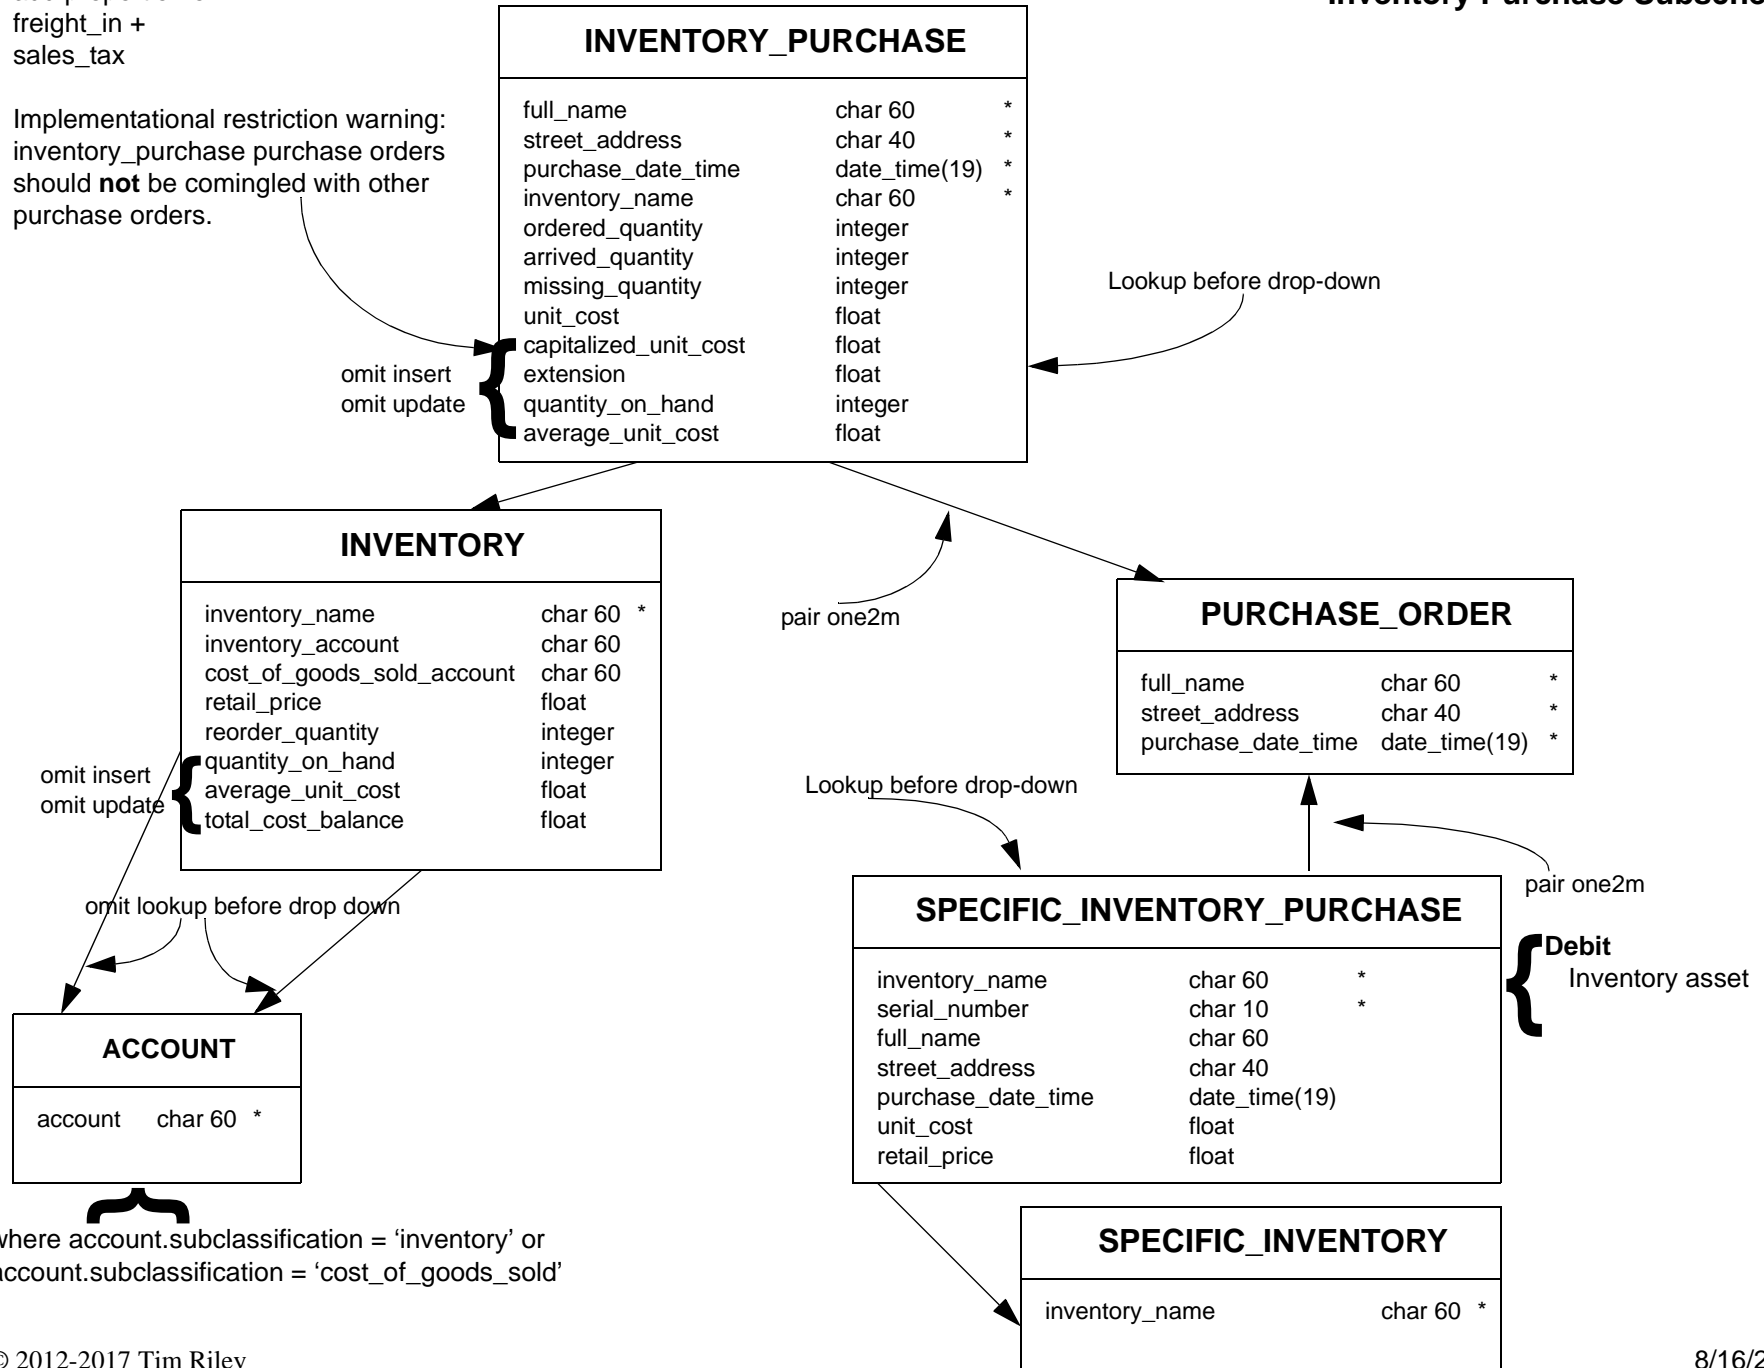 freight_in +
sales_tax
Implementational restriction warning:
inventory_purchase purchase orders
should not be comingled with other
purchase orders.
Inventory Purchase
INVENTORY_PURCHASE
full_name char 60 *
street_address char 40 *
purchase_date_time date_time(19) *
inventory_name char 60 *
ordered_quantity integer
arrived_quantity integer
missing_quantity integer
unit_cost float
capitalized_unit_cost float
extension float
quantity_on_hand integer
average_unit_cost float
omit insert
omit update
Lookup before drop-down
INVENTORY
inventory_name char 60 *
inventory_account char 60
cost_of_goods_sold_account char 60
retail_price float
reorder_quantity integer
quantity_on_hand integer
average_unit_cost float
total_cost_balance float
omit insert
omit update
pair one2m
PURCHASE_ORDER
full_name char 60 *
street_address char 40 *
purchase_date_time date_time(19) *
Lookup before drop-down
pair one2m
omit lookup before drop down
SPECIFIC_INVENTORY_PURCHASE
inventory_name char 60 *
serial_number char 10 *
full_name char 60
street_address char 40
purchase_date_time date_time(19)
unit_cost float
retail_price float
Debit
Inventory asset
ACCOUNT
account char 60 *
where account.subclassification = ‘inventory’ or
account.subclassification = ‘cost_of_goods_sold’
SPECIFIC_INVENTORY
inventory_name char 60 *
© 2012-2017 Tim Riley
8/16/2